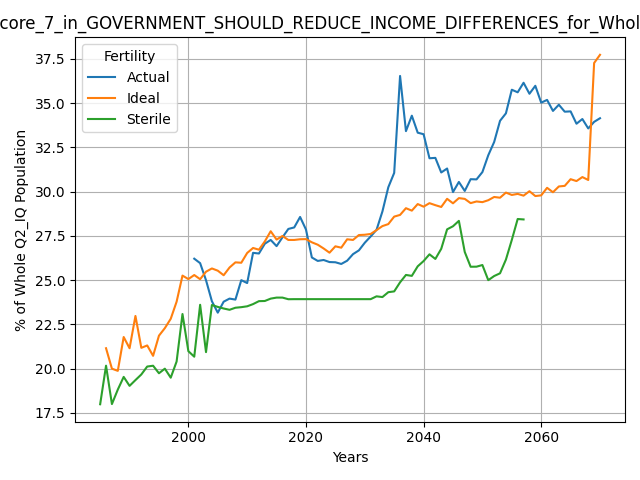 core_7_in_GOVERNMENT_SHOULD_REDUCE_INCOME_DIFFERENCES_for_Whol
Fertility
Actual
Ideal
Sterile
37.5
35.0
32.5
30.0
27.5
25.0
22.5
20.0
17.5
% of Whole Q2_IQ Population
2000
2020
2040
2060
Years